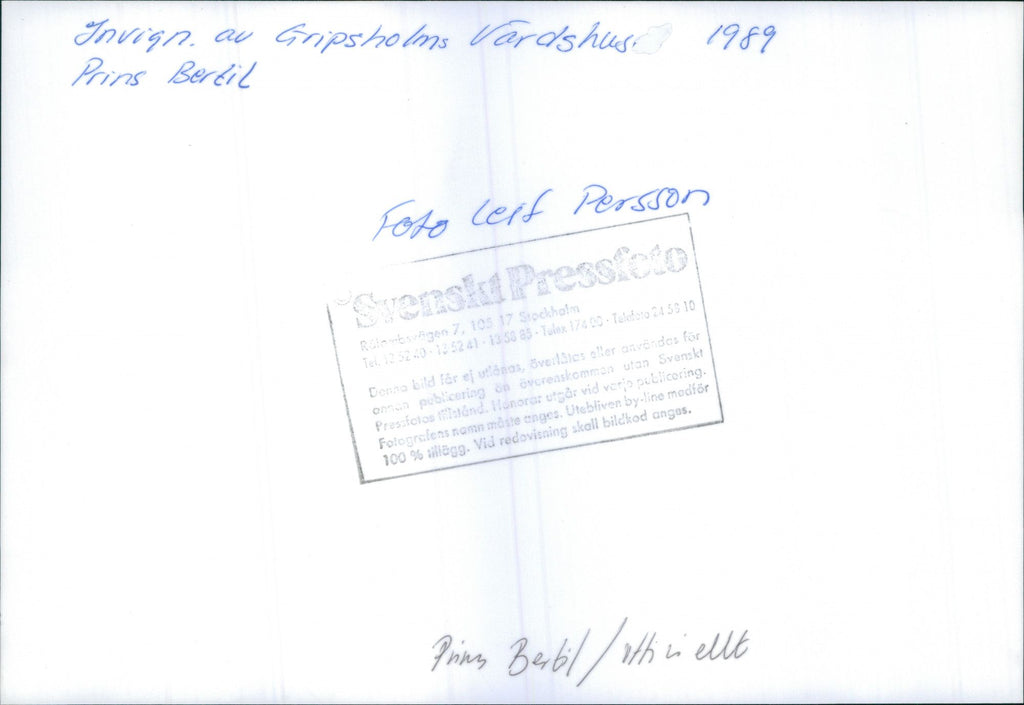 Invign. av Gripsholms Värdshus 1989
Prins Bertil
Foto Leif Persson
Svenskt Pressfoto
Rålambsvägen 7, 105 17 Stockholm
Tel. 13 52 40 - 13 52 41 - 13 58 85 - Telex 174 00 - Telefoto 24 53 10
Denna bild får ej utlånas, överlåtas eller användas för
annan publicering än överenskommen utan Svenskt
Pressfotos tillstånd. Honorar utgår vid varje publicering.
Fotografens namn måste anges. Utebliven by-line medför
100 % tillägg. Vid redovisning skall bildkod anges.
Prins Bertil/officiellt